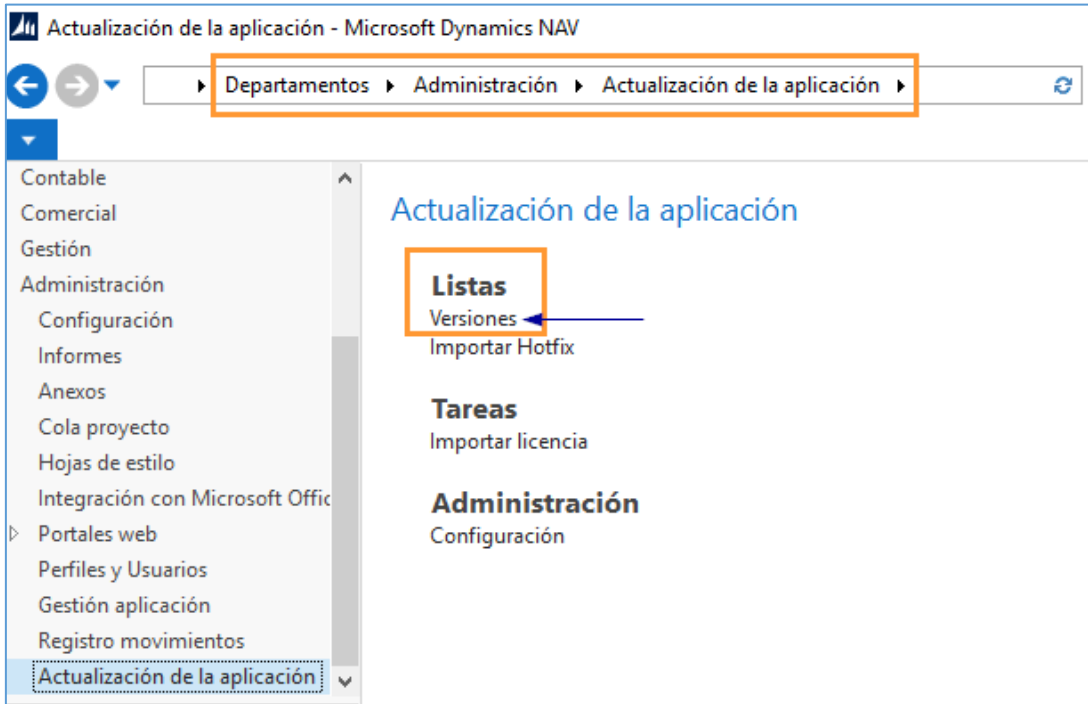 Actualización de la aplicación - Microsoft Dynamics NAV
Departamentos Administración Actualización de la aplicación
Contable
Comercial
Gestión
Administración
Configuración
Informes
Anexos
Cola proyecto
Hojas de estilo
Integración con Microsoft Offic
Portales web
Perfiles y Usuarios
Gestión aplicación
Registro movimientos
Actualización de la aplicación
Actualización de la aplicación
Listas
Versiones
Importar Hotfix
Tareas
Importar licencia
Administración
Configuración